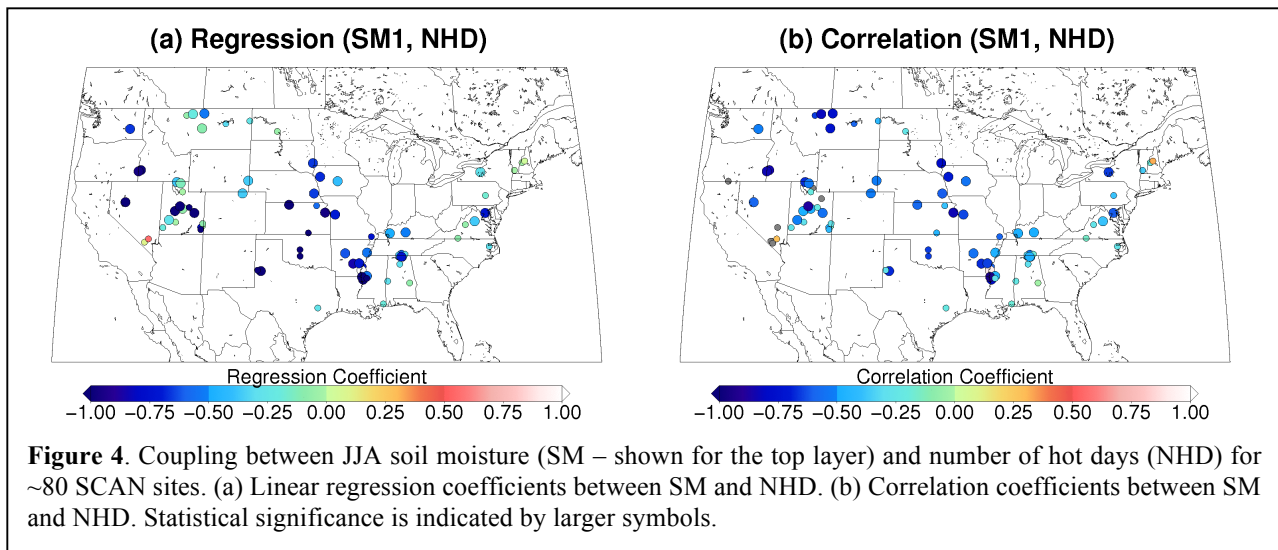 (a) Regression (SM1, NHD)
(b) Correlation (SM1, NHD)
Regression Coefficient
−1.00 −0.75 −0.50 −0.25 0.00 0.25 0.50 0.75 1.00
Correlation Coefficient
−1.00 −0.75 −0.50 −0.25 0.00 0.25 0.50 0.75 1.00
Figure 4. Coupling between JJA soil moisture (SM – shown for the top layer) and number of hot days (NHD) for
~80 SCAN sites. (a) Linear regression coefficients between SM and NHD. (b) Correlation coefficients between SM
and NHD. Statistical significance is indicated by larger symbols.